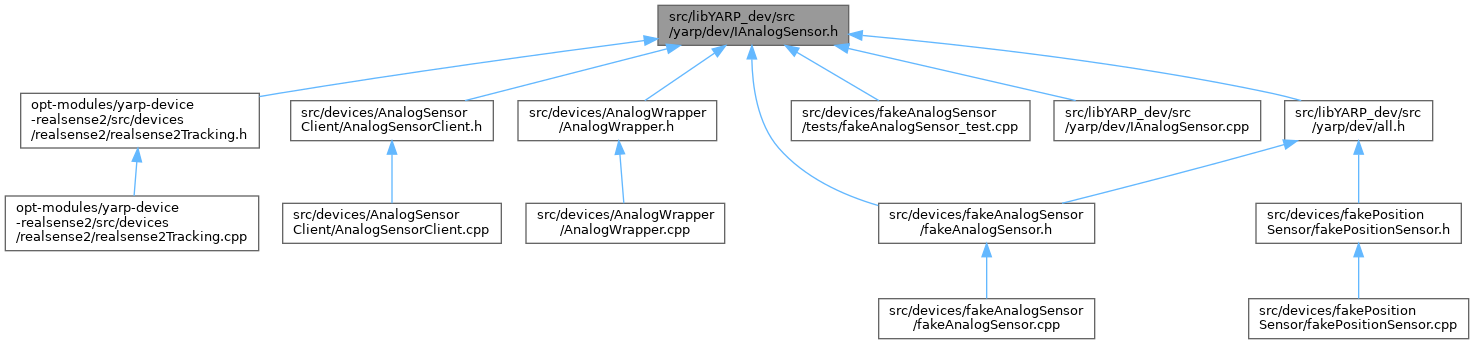 src/libYARP_dev/src
/yarp/dev/IAnalogSensor.h
opt-modules/yarp-device
-realsense2/src/devices
/realsense2/realsense2Tracking.h
src/devices/AnalogSensor
Client/AnalogSensorClient.h
src/devices/AnalogWrapper
/AnalogWrapper.h
src/devices/fakeAnalogSensor
/tests/fakeAnalogSensor_test.cpp
src/libYARP_dev/src
/yarp/dev/IAnalogSensor.cpp
src/libYARP_dev/src
/yarp/dev/all.h
opt-modules/yarp-device
-realsense2/src/devices
/realsense2/realsense2Tracking.cpp
src/devices/AnalogSensor
Client/AnalogSensorClient.cpp
src/devices/AnalogWrapper
/AnalogWrapper.cpp
src/devices/fakeAnalogSensor
/fakeAnalogSensor.h
src/devices/fakePosition
Sensor/fakePositionSensor.h
src/devices/fakeAnalogSensor
/fakeAnalogSensor.cpp
src/devices/fakePosition
Sensor/fakePositionSensor.cpp